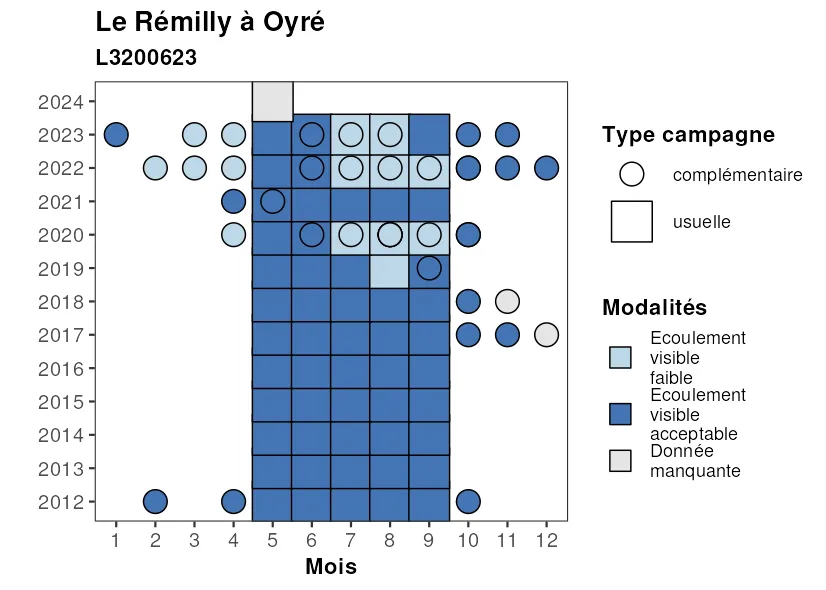 Le Rémilly à Oyré
L3200623
2024
2023
2022
2021
2020
2019
2018
2017
2016
2015
2014
2013
2012
1 2 3 4 5 6 7 8 9 10 11 12
Mois
Type campagne
complémentaire
usuelle
Modalités
Ecoulement
visible
faible
Ecoulement
visible
acceptable
Donnée
manquante